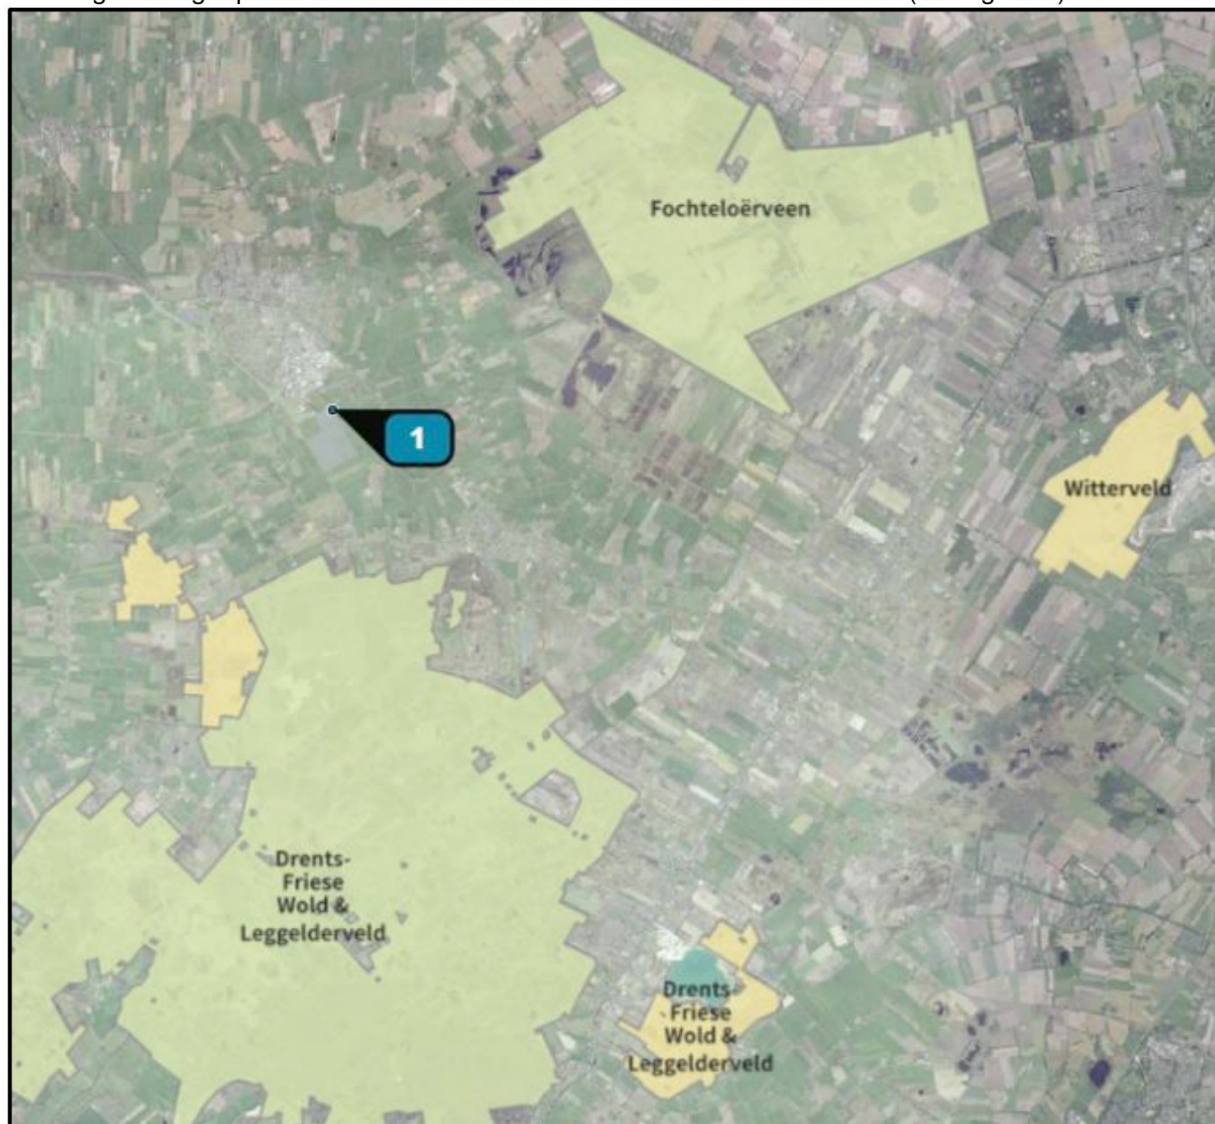 Fochteloërveen
1
Witterveld
Drents-
Friese
Wold &
Leggelderveld
Drents-
Friese
Wold &
Leggelderveld